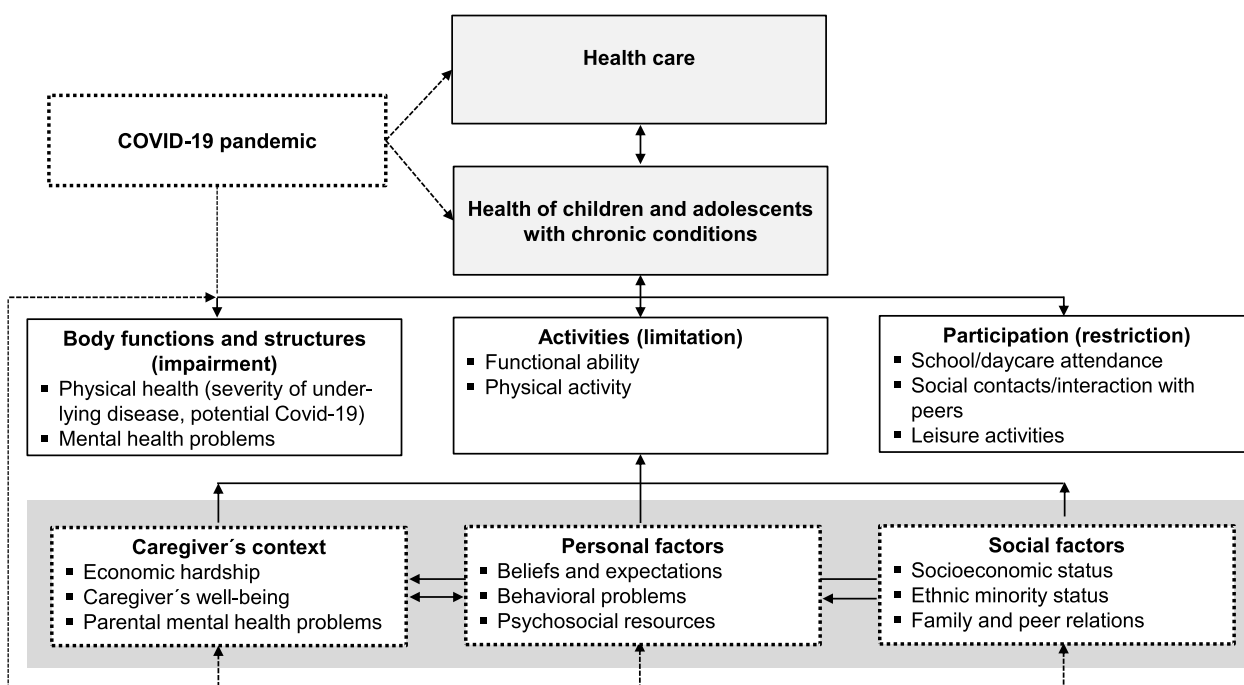 Health care
COVID-19 pandemic
Health of children and adolescents
with chronic conditions
Body functions and structures
(impairment)
▪ Physical health (severity of under-
lying disease, potential Covid-19)
▪ Mental health problems
Activities (limitation)
▪ Functional ability
▪ Physical activity
Participation (restriction)
▪ School/daycare attendance
▪ Social contacts/interaction with
peers
▪ Leisure activities
Caregiver´s context
▪ Economic hardship
▪ Caregiver´s well-being
▪ Parental mental health problems
Personal factors
▪ Beliefs and expectations
▪ Behavioral problems
▪ Psychosocial resources
Social factors
▪ Socioeconomic status
▪ Ethnic minority status
▪ Family and peer relations